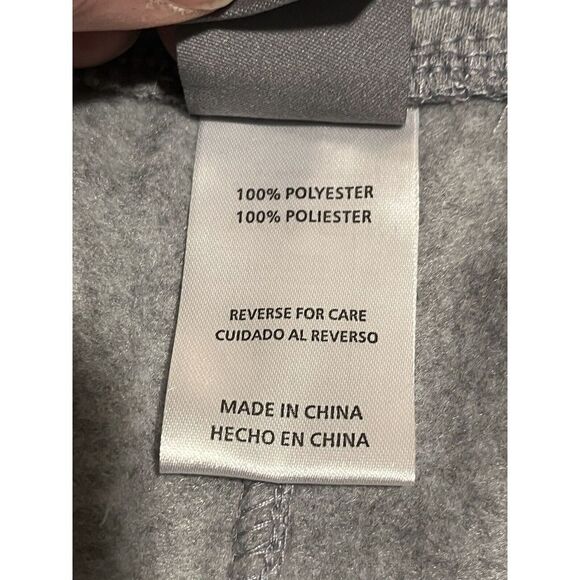 100% POLYESTER
100% POLIESTER
REVERSE FOR CARE
CUIDADO AL REVERSO
MADE IN CHINA
HECHO EN CHINA